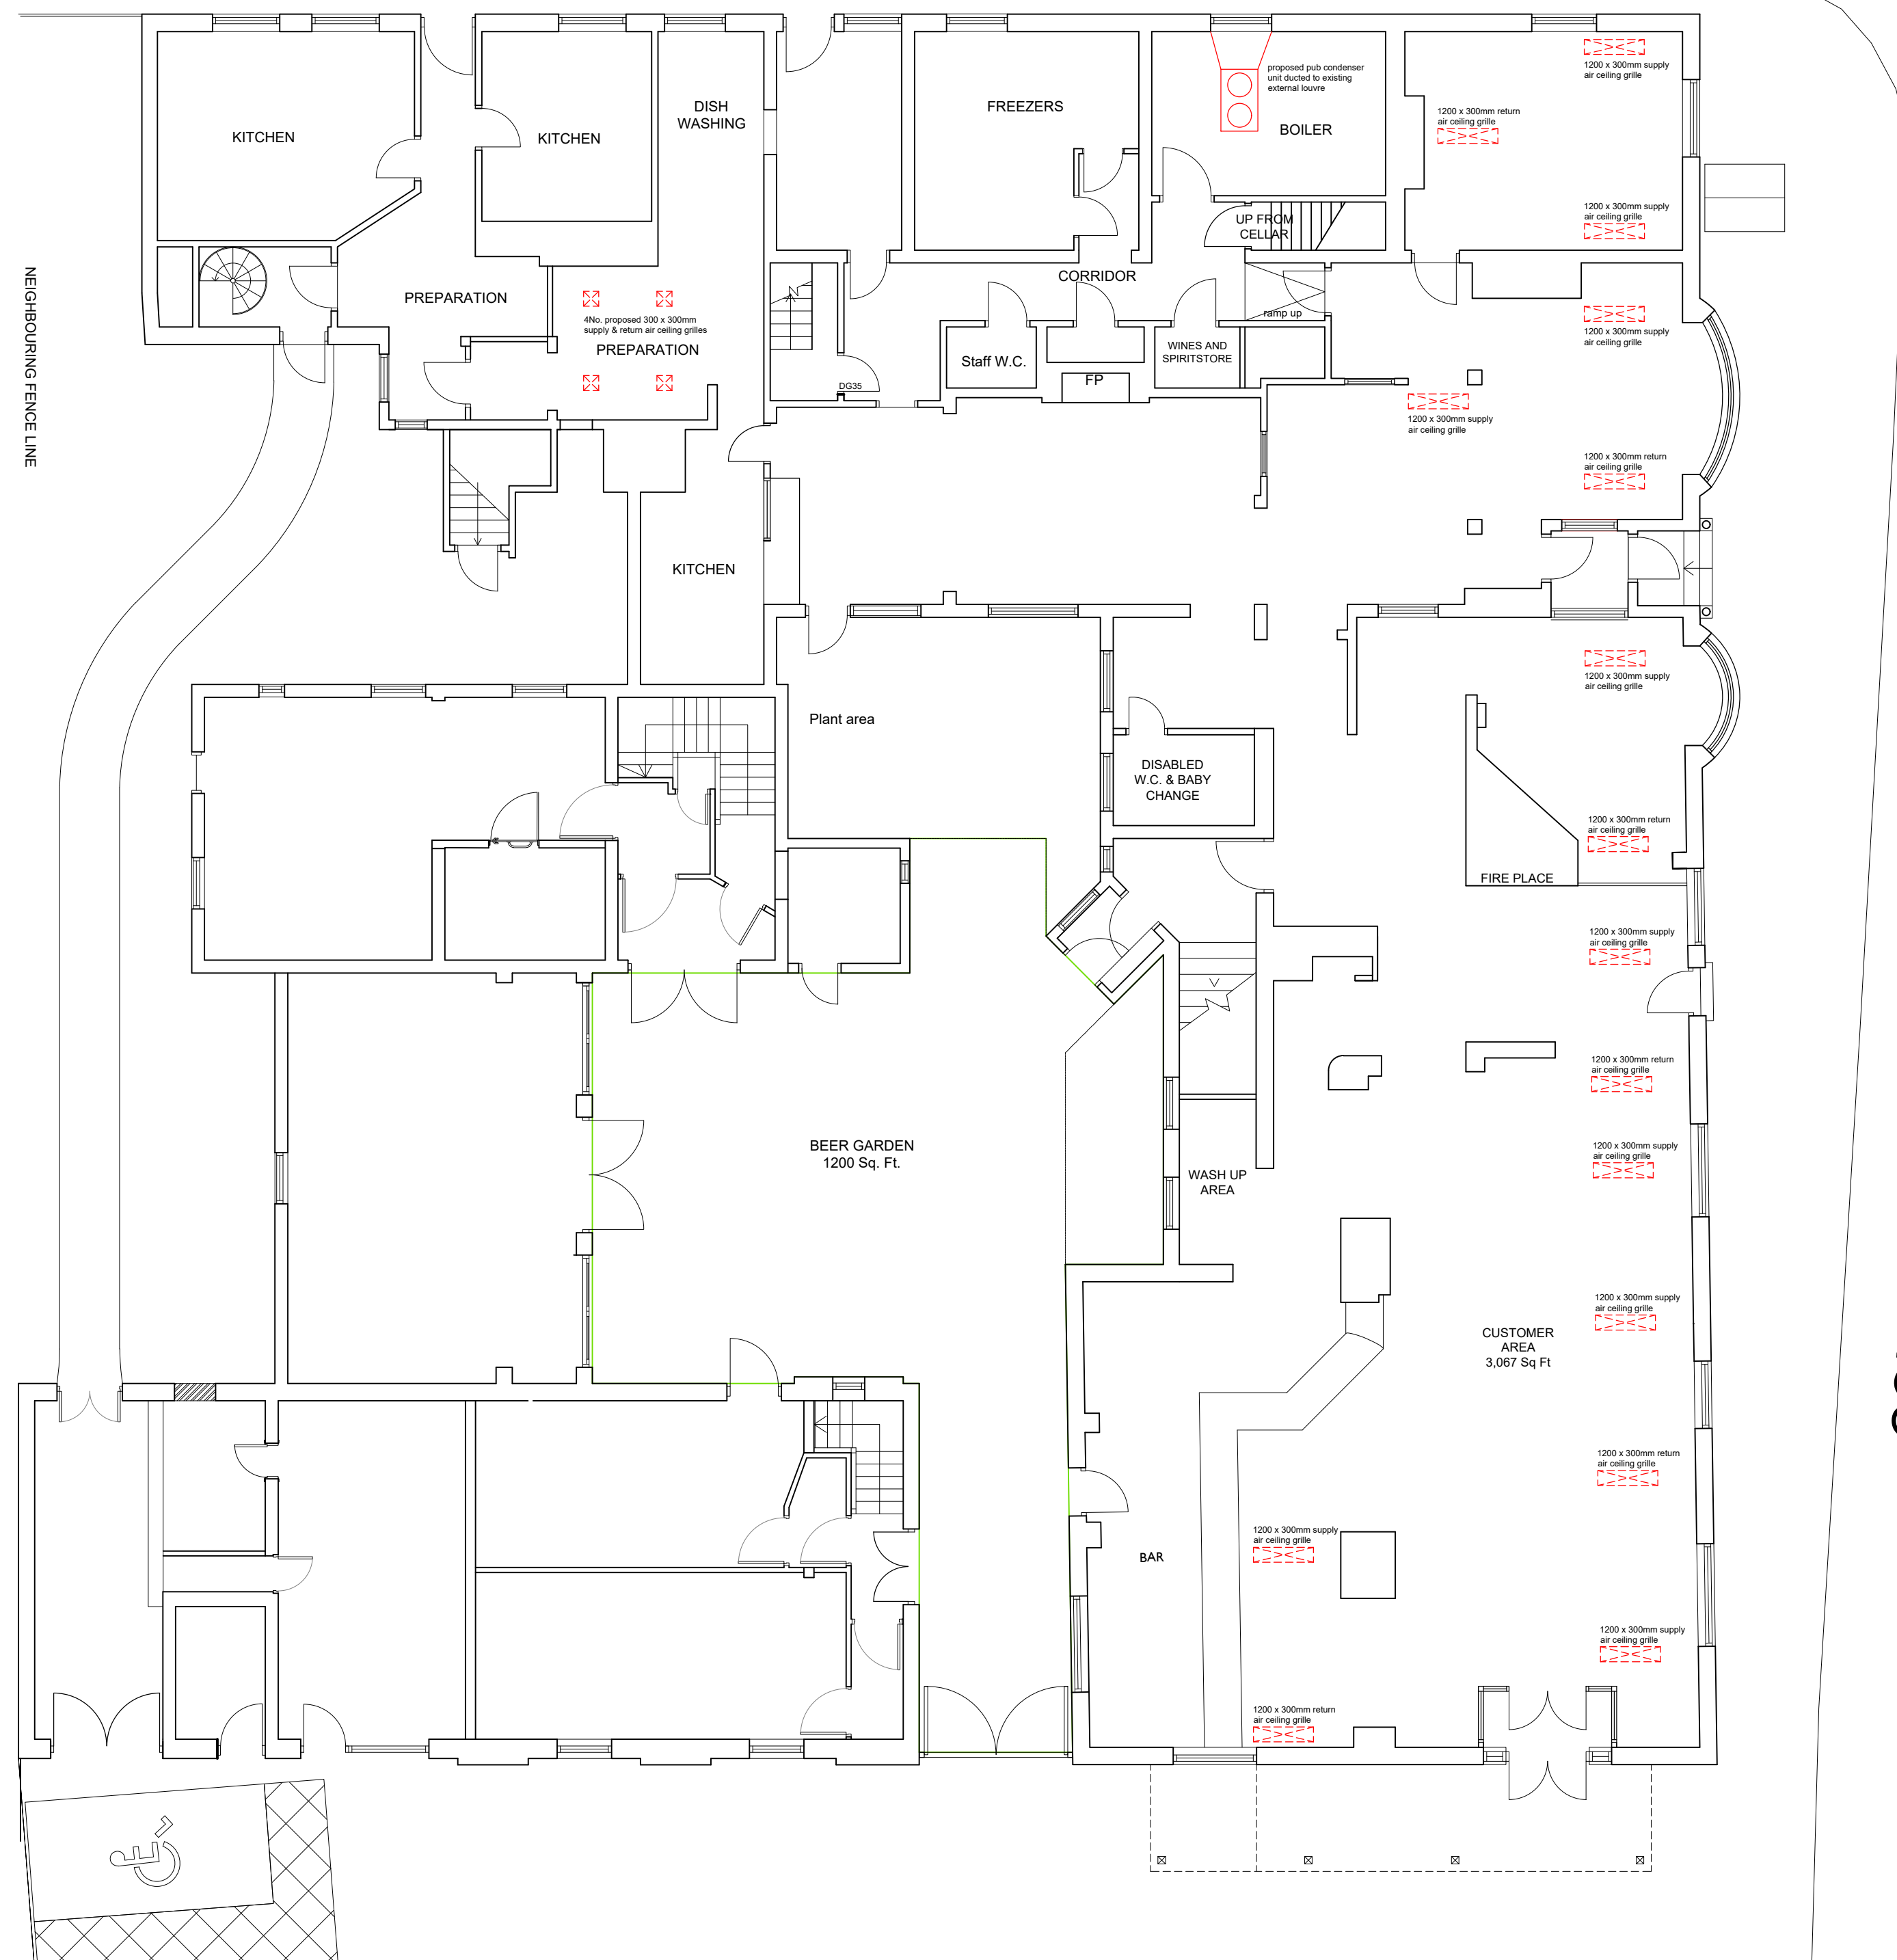 KITCHEN
KITCHEN
DISH
WASHING
FREEZERS
proposed pub condenser
unit ducted to existing
external louvre
BOILER
1200 x 300mm supply
air ceiling grille
1200 x 300mm return
air ceiling grille
1200 x 300mm supply
air ceiling grille
UP FROM
CELLAR
CORRIDOR
ramp up
NEIGHBOURING FENCE LINE
PREPARATION
4No. proposed 300 x 300mm
supply & return air ceiling grilles
PREPARATION
DG35
Staff W.C.
FP
WINES AND
SPIRITSTORE
1200 x 300mm supply
air ceiling grille
1200 x 300mm supply
air ceiling grille
1200 x 300mm return
air ceiling grille
KITCHEN
Plant area
DISABLED
W.C. & BABY
CHANGE
1200 x 300mm supply
air ceiling grille
1200 x 300mm return
air ceiling grille
FIRE PLACE
1200 x 300mm supply
air ceiling grille
1200 x 300mm return
air ceiling grille
BEER GARDEN
1200 Sq. Ft.
WASH UP
AREA
1200 x 300mm supply
air ceiling grille
1200 x 300mm supply
air ceiling grille
CUSTOMER
AREA
3,067 Sq Ft
1200 x 300mm return
air ceiling grille
BAR
1200 x 300mm supply
air ceiling grille
1200 x 300mm supply
air ceiling grille
1200 x 300mm return
air ceiling grille